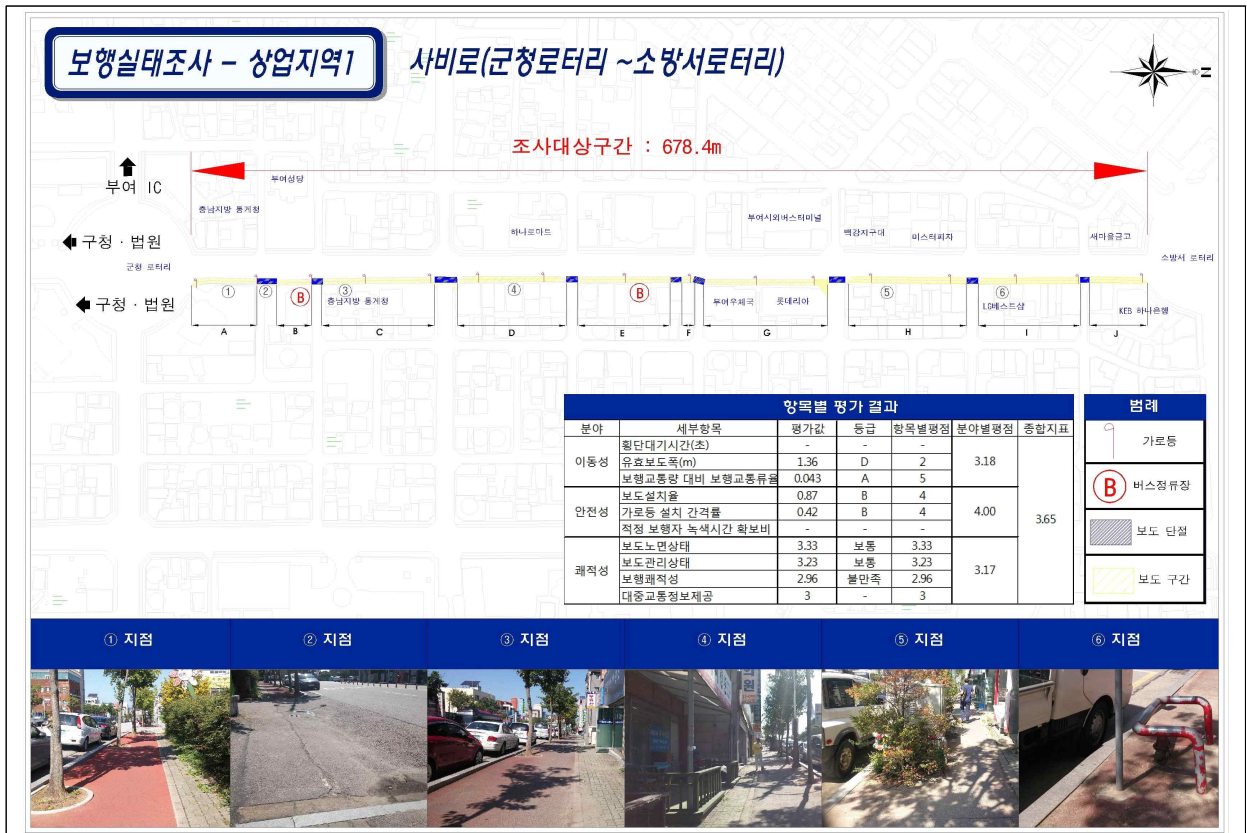 보행실태조사 - 상업지역1
사비로(군청로터리 ~소방서로터리)
N
조사대상구간 : 678.4m
부여 IC
부여성당
충남지방 통계청
하나로마트
부여시외버스터미널
백강지구대
미스터피자
새마을금고
구청 · 법원
군청 로터리
소방서 로터리
구청 · 법원
① ② B ③ ④ B ⑤ ⑥
충남지방 통계청
부여우체국
롯데리아
LG베스트샵
KEB 하나은행
A B C D E F G H I J
항목별 평가 결과
분야 세부항목 평가값 등급 항목별평점 분야별평점 종합지표
이동성 횡단대기시간(초) - - - 3.18 3.65
유효보도폭(m) 1.36 D 2
보행교통량 대비 보행교통류율 0.043 A 5
안전성 보도설치율 0.87 B 4 4.00
가로등 설치 간격률 0.42 B 4
적정 보행자 녹색시간 확보비 - - -
쾌적성 보도노면상태 3.33 보통 3.33 3.17
보도관리상태 3.23 보통 3.23
보행쾌적성 2.96 불만족 2.96
대중교통정보제공 3 - 3
범례
가로등
B 버스정류장
보도 단절
보도 구간
① 지점
② 지점
③ 지점
④ 지점
⑤ 지점
⑥ 지점
의원